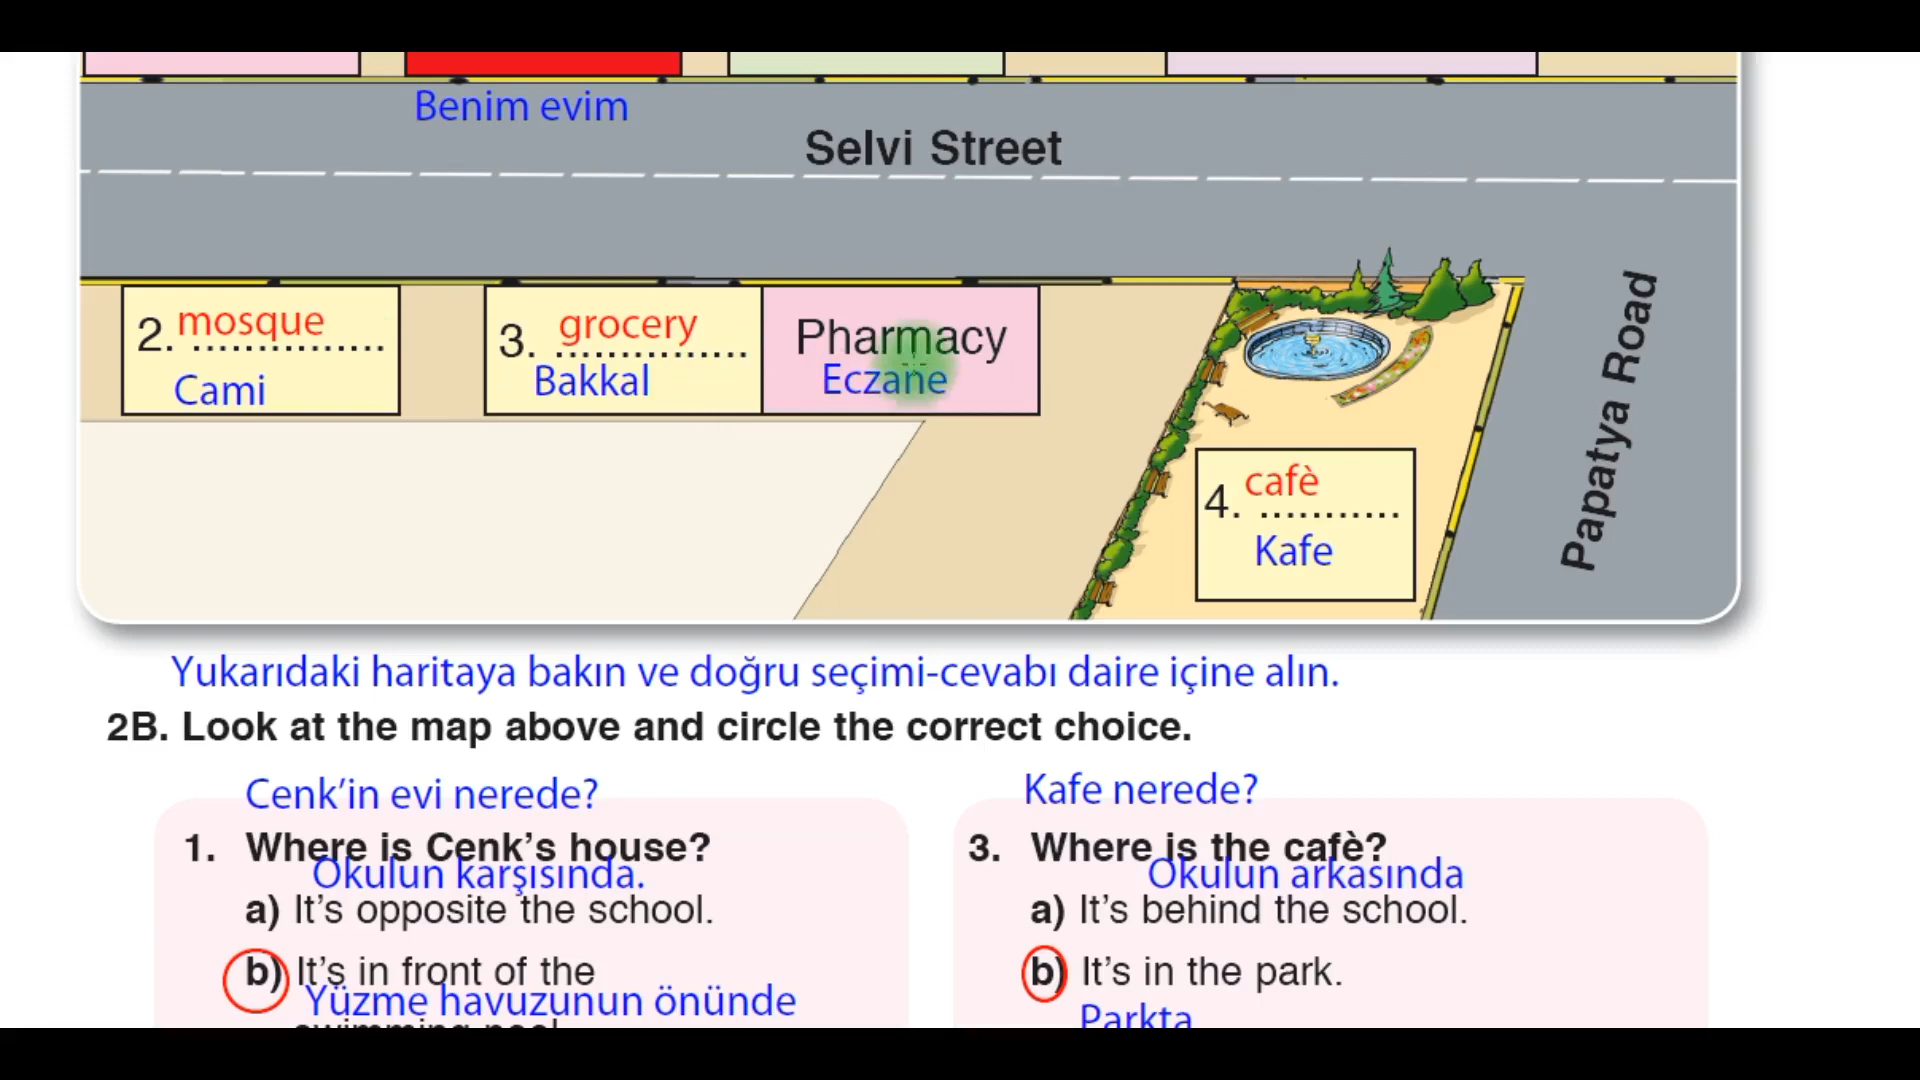 Benim evim
Selvi Street
2. mosque ...............
Cami
3. grocery ...............
Bakkal
Pharmacy
Eczane
4. cafè ...........
Kafe
Papatya Road
Yukarıdaki haritaya bakın ve doğru seçimi-cevabı daire içine alın.
2B. Look at the map above and circle the correct choice.
Cenk’in evi nerede?
1. Where is Cenk’s house?
Okulun karşısında.
a) It’s opposite the school.
b) It’s in front of the
Yüzme havuzunun önünde
swimming pool
Kafe nerede?
3. Where is the cafè?
Okulun arkasında
a) It’s behind the school.
b) It’s in the park.
Parkta